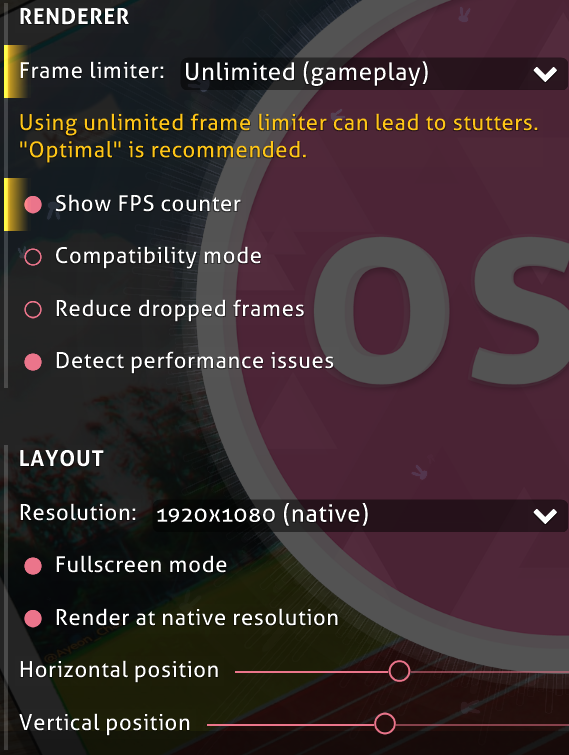 RENDERER
Frame limiter: Unlimited (gameplay)
Using unlimited frame limiter can lead to stutters.
"Optimal" is recommended.
Show FPS counter
Compatibility mode
Reduce dropped frames
Detect performance issues
os
LAYOUT
Resolution: 1920x1080 (native)
Fullscreen mode
Render at native resolution
Horizontal position
Vertical position